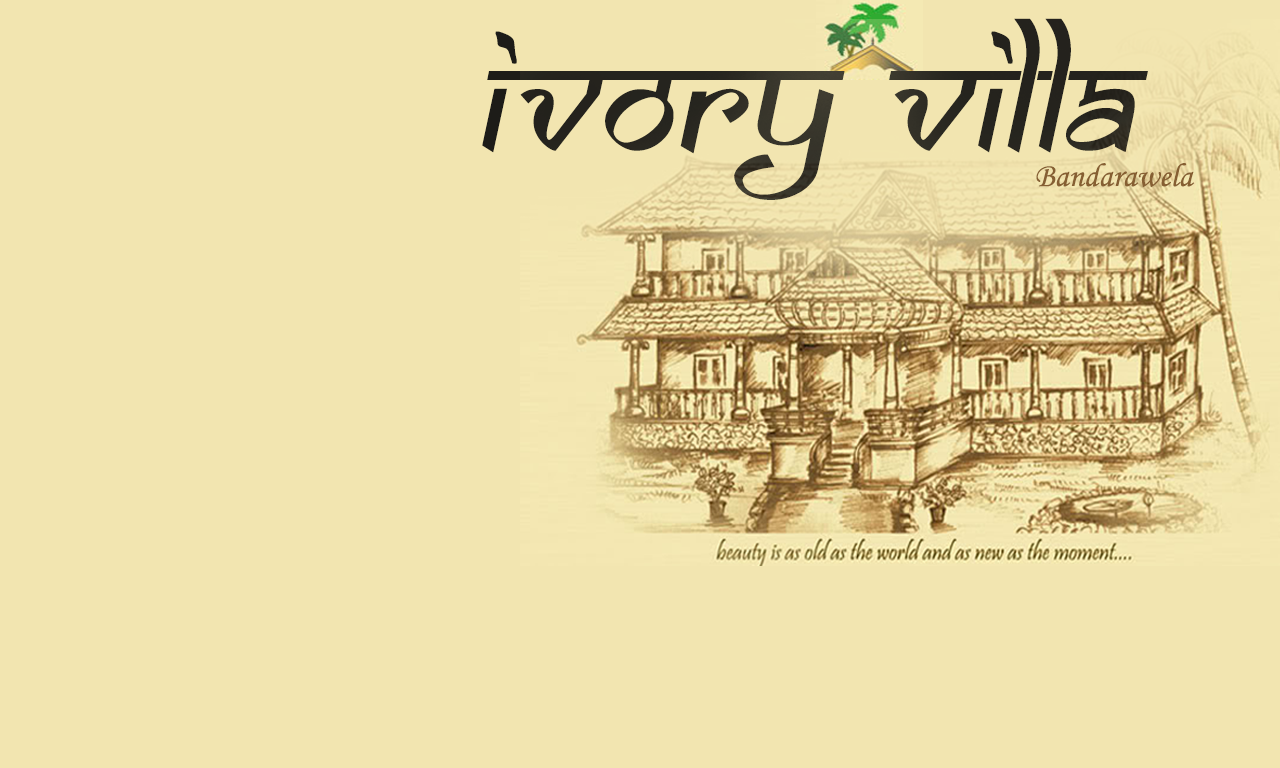 ivory villa
Bandarawela
beauty is as old as the world and as new as the moment....